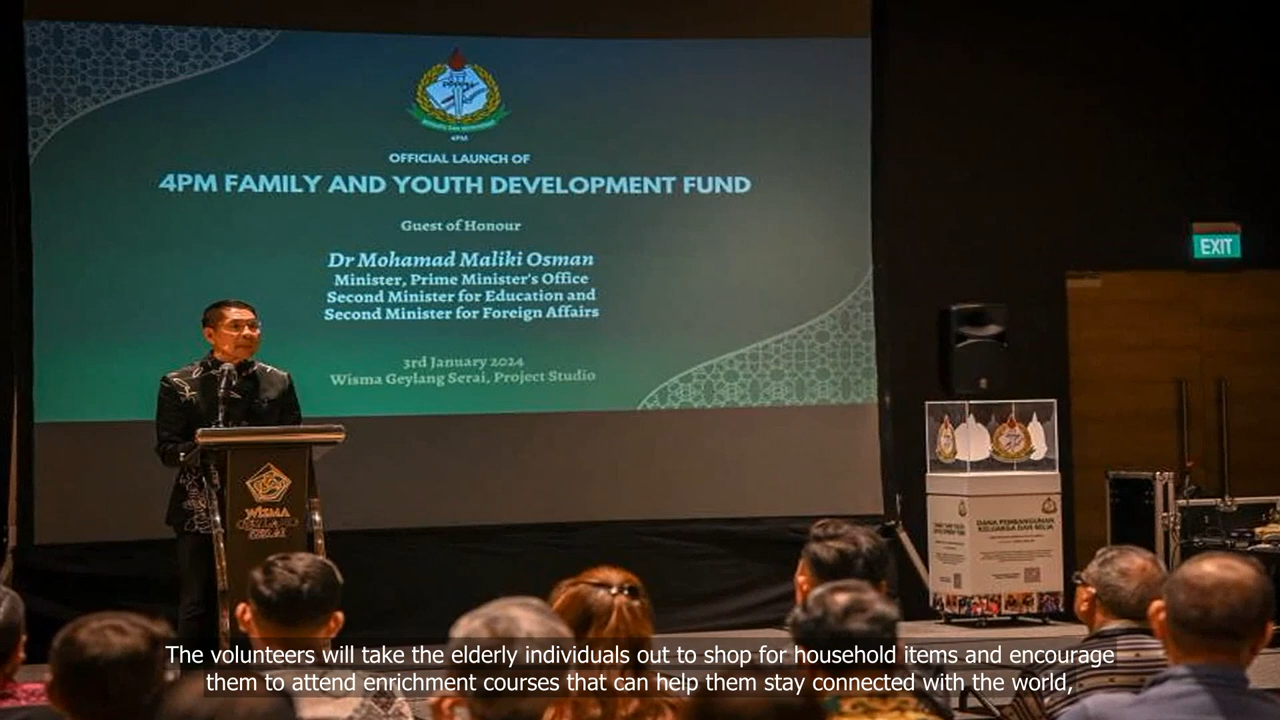 4PM
OFFICIAL LAUNCH OF
4PM FAMILY AND YOUTH DEVELOPMENT FUND
Guest of Honour
Dr Mohamad Maliki Osman
Minister, Prime Minister's Office
Second Minister for Education and
Second Minister for Foreign Affairs
3rd January 2024
Wisma Geylang Serai, Project Studio
EXIT
WISMA
GEYLANG
SERAI
DANA PEMBANGUNAN
KELUARGA DAN BELIA
The volunteers will take the elderly individuals out to shop for household items and encourage
them to attend enrichment courses that can help them stay connected with the world,